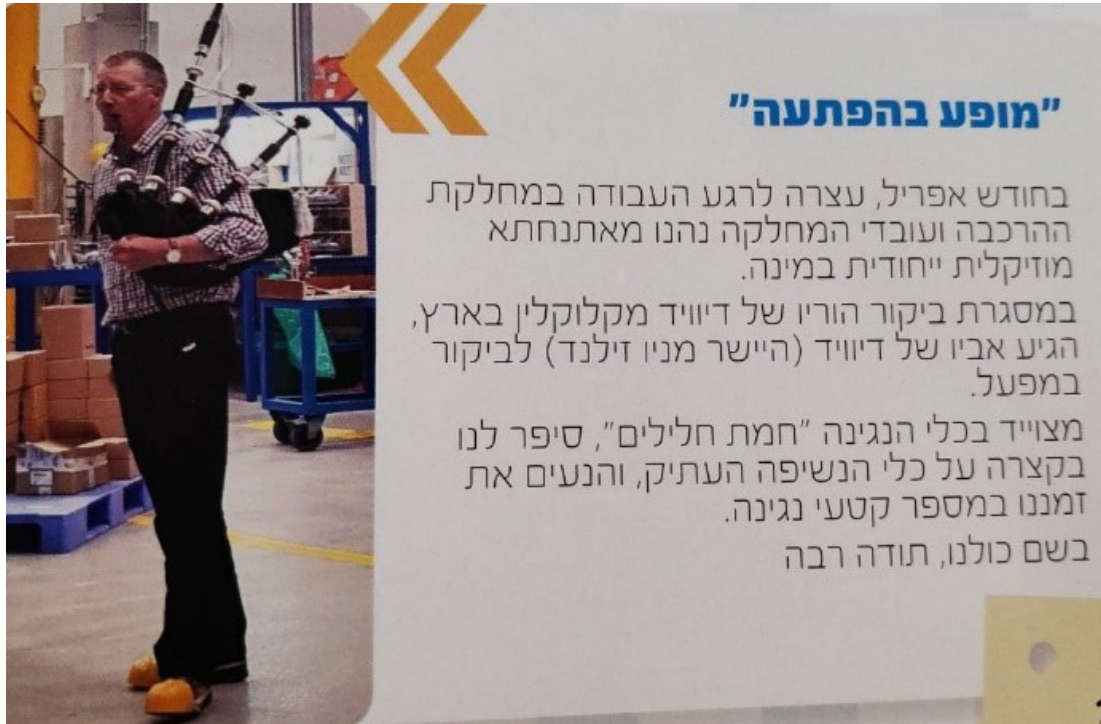 "מופע בהפתעה"
בחודש אפריל, עצרה לרגע העבודה במחלקת
ההרכבה ועובדי המחלקה נהנו מאתנחתא
מוזיקלית ייחודית במינה.
במסגרת ביקור הוריו של דיוויד מקלוקלין בארץ,
הגיע אביו של דיוויד (היישר מניו זילנד) לביקור
במפעל.
מצוייד בכלי הנגינה "חמת חלילים", סיפר לנו
בקצרה על כלי הנשיפה העתיק, והנעים את
זמננו במספר קטעי נגינה.
בשם כולנו, תודה רבה